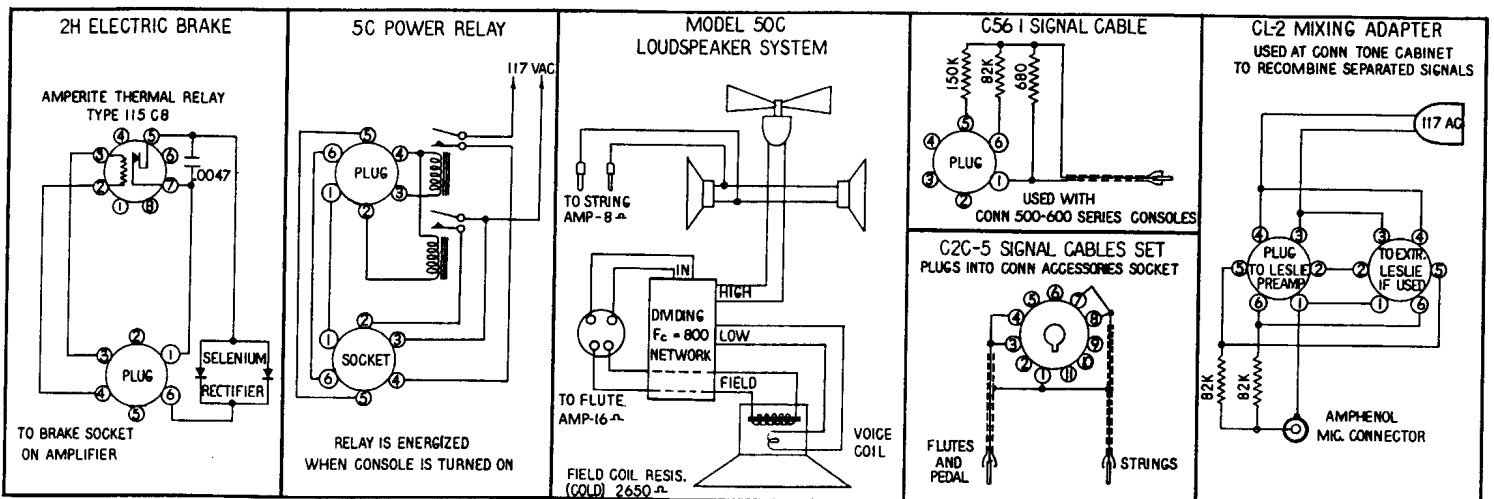 2H ELECTRIC BRAKE
AMPERITE THERMAL RELAY
TYPE 115 C8
4
5
3
6
.0047
2
7
1
8
2
3
1
PLUG
4
6
5
SELENIUM
RECTIFIER
TO BRAKE SOCKET
ON AMPLIFIER
5C POWER RELAY
117 VAC
5
6
4
PLUG
1
3
2
2
1
3
SOCKET
6
4
5
RELAY IS ENERGIZED
WHEN CONSOLE IS TURNED ON
MODEL 50C
LOUDSPEAKER SYSTEM
TO STRING
AMP-8Ω
IN
HIGH
DIVIDING
Fc = 800
LOW
NETWORK
FIELD
TO FLUTE
AMP-16Ω
VOICE
COIL
FIELD COIL RESIS.
(COLD) 2650Ω
C56 1 SIGNAL CABLE
150K
82K
680
5
4
6
PLUG
3
1
2
USED WITH
CONN 500-600 SERIES CONSOLES
C2C-5 SIGNAL CABLES SET
PLUGS INTO CONN ACCESSORIES SOCKET
6
5
7
4
8
3
9
2
10
1
11
FLUTES
AND
PEDAL
STRINGS
CL-2 MIXING ADAPTER
USED AT CONN TONE CABINET
TO RECOMBINE SEPARATED SIGNALS
117 AC
4
3
3
4
PLUG
TO LESLIE
PREAMP
5
2
2
TO EXTR.
LESLIE
IF USED
5
6
1
1
6
82K
82K
AMPHENOL
MIC. CONNECTOR